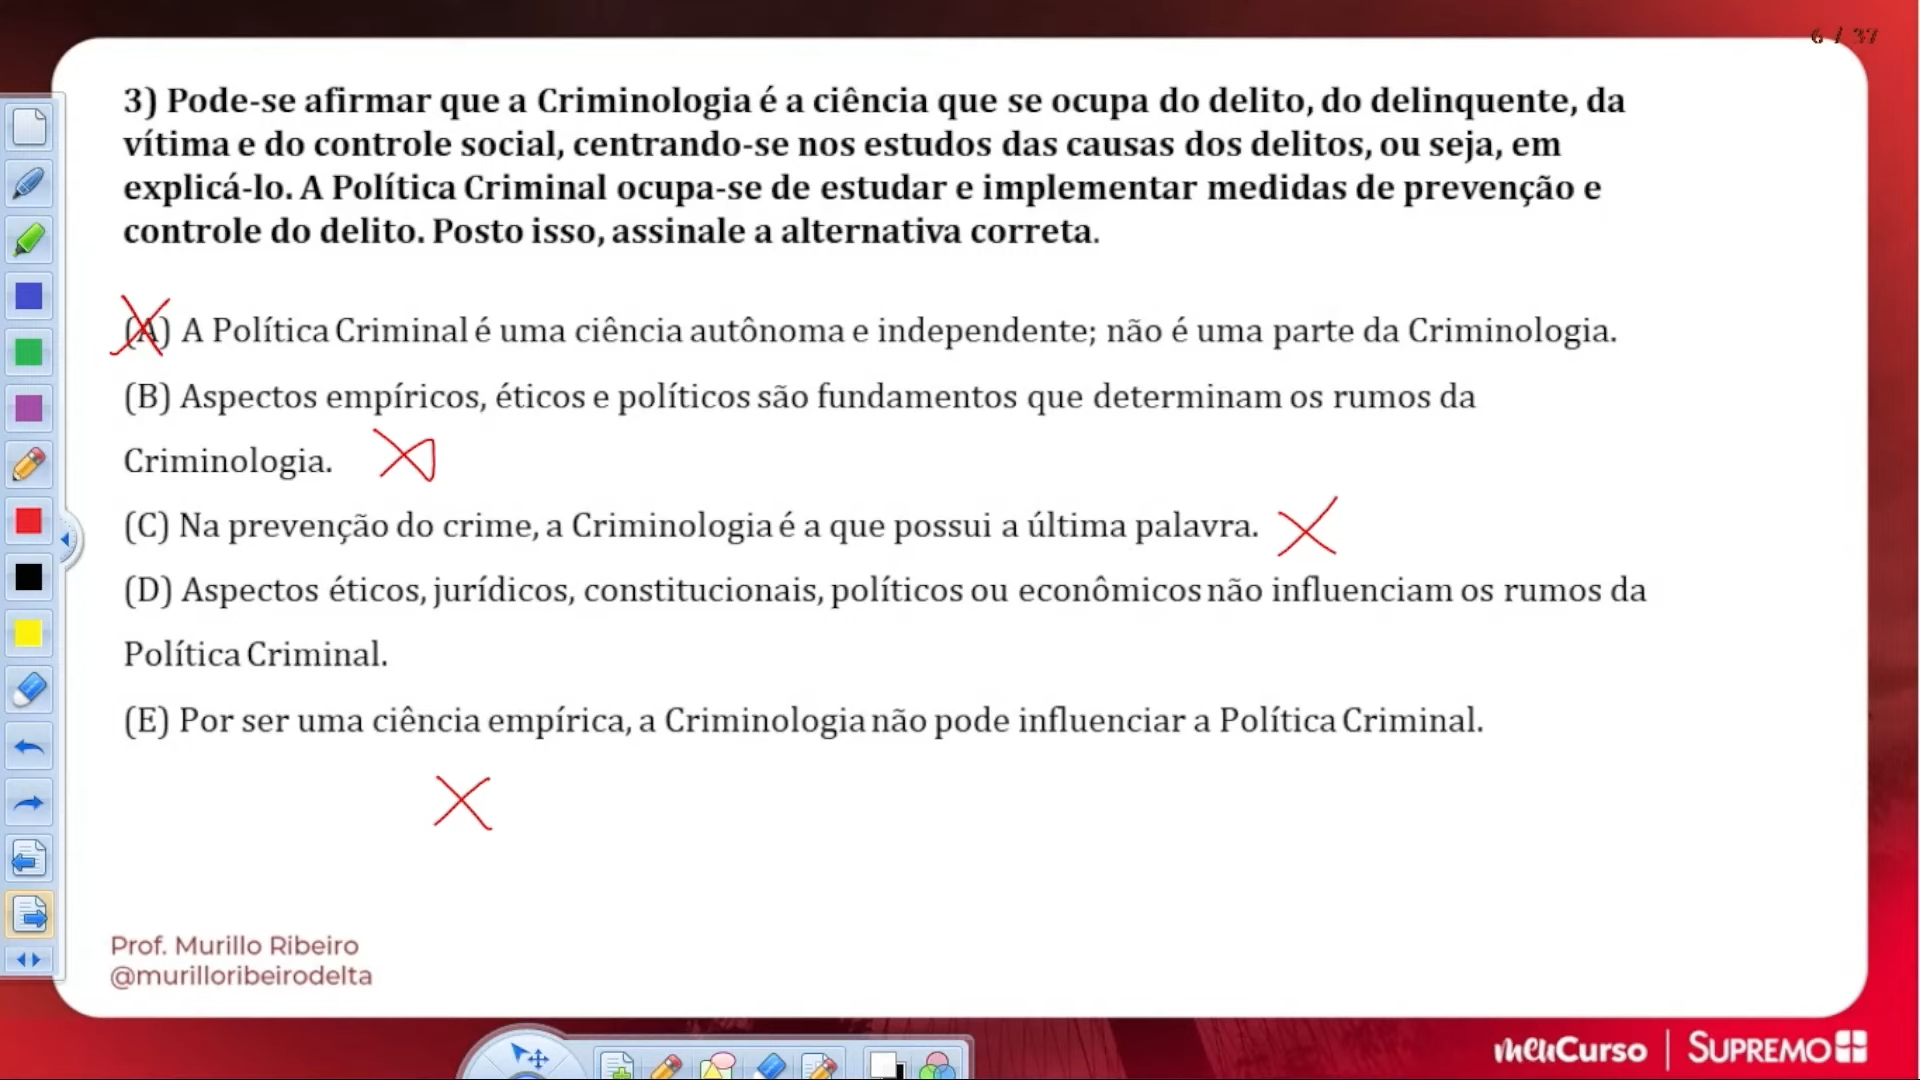 6 / 37
3) Pode-se afirmar que a Criminologia é a ciência que se ocupa do delito, do delinquente, da
vítima e do controle social, centrando-se nos estudos das causas dos delitos, ou seja, em
explicá-lo. A Política Criminal ocupa-se de estudar e implementar medidas de prevenção e
controle do delito. Posto isso, assinale a alternativa correta.
(A) A Política Criminal é uma ciência autônoma e independente; não é uma parte da Criminologia.
(B) Aspectos empíricos, éticos e políticos são fundamentos que determinam os rumos da
Criminologia.
(C) Na prevenção do crime, a Criminologia é a que possui a última palavra.
(D) Aspectos éticos, jurídicos, constitucionais, políticos ou econômicos não influenciam os rumos da
Política Criminal.
(E) Por ser uma ciência empírica, a Criminologia não pode influenciar a Política Criminal.
Prof. Murillo Ribeiro
@murilloribeirodelta
meuCurso | SUPREMO